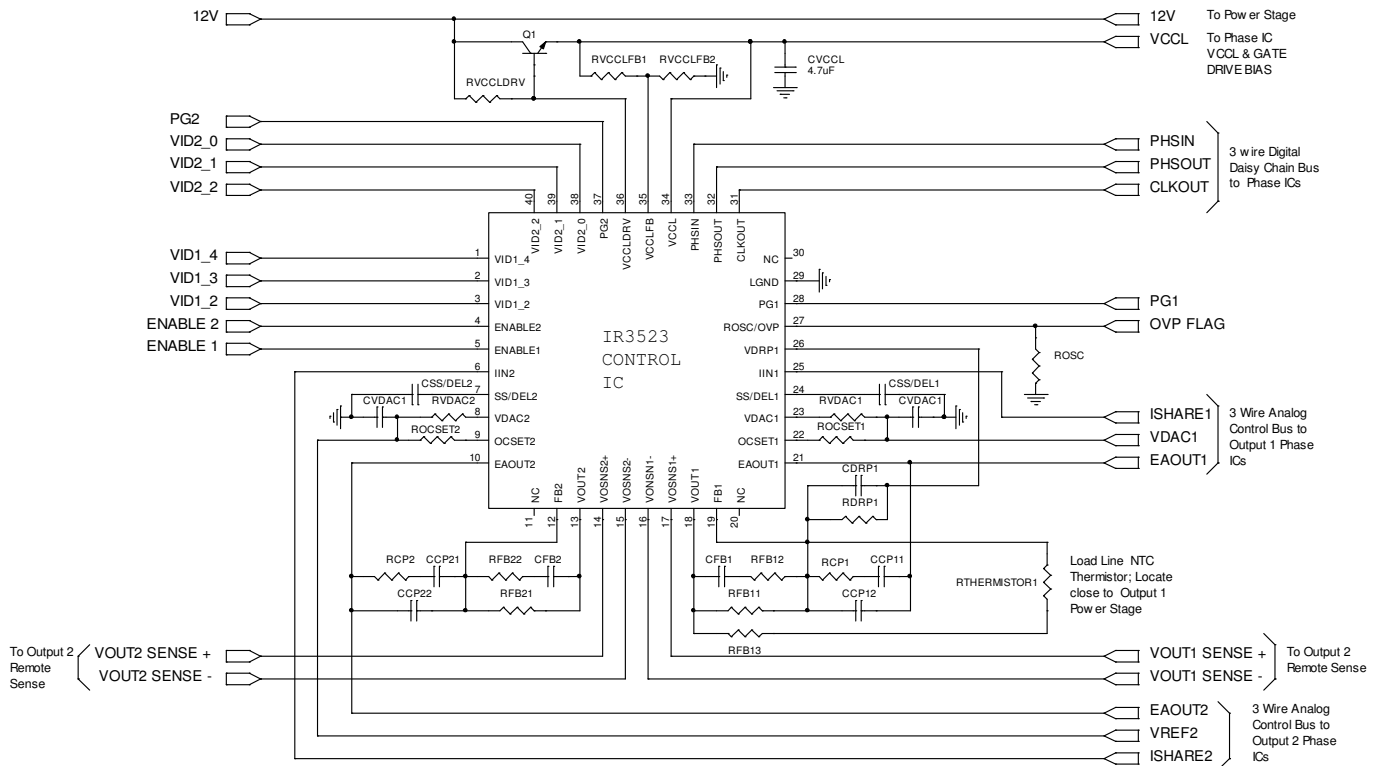 12V
12V
To Power Stage
Q1
VCCL
To Phase IC
VCCL & GATE
DRIVE BIAS
RVCCLFB1
RVCCLFB2
CVCCL
4.7uF
RVCCLDRV
PG2
VID2_0
VID2_1
VID2_2
PHSIN
PHSOUT
CLKOUT
3 wire Digital
Daisy Chain Bus
to Phase ICs
40
39
38
37
36
35
34
33
32
31
VID2_2
VID2_1
VID2_0
PG2
VCCLDRV
VCCLFB
VCCL
PHSIN
PHSOUT
CLKOUT
VID1_4
VID1_3
VID1_2
ENABLE 2
ENABLE 1
1
2
3
4
5
6
7
8
9
10
VID1_4
VID1_3
VID1_2
ENABLE2
ENABLE1
IIN2
SS/DEL2
VDAC2
OCSET2
EAOUT2
IR3523
CONTROL
IC
NC
LGND
PG1
ROSC/OVP
VDRP1
IIN1
SS/DEL1
VDAC1
OCSET1
EAOUT1
30
29
28
27
26
25
24
23
22
21
PG1
OVP FLAG
ROSC
CSS/DEL2
CVDAC1
RVDAC2
ROCSET2
CSS/DEL1
RVDAC1
CVDAC1
ROCSET1
ISHARE1
VDAC1
EAOUT1
3 Wire Analog
Control Bus to
Output 1 Phase
ICs
CDRP1
RDRP1
NC
FB2
VOUT2
VOSNS2+
VOSNS2-
VONSN1-
VOSNS1+
VOUT1
FB1
NC
11
12
13
14
15
16
17
18
19
20
RCP2
CCP21
RFB22
CFB2
CCP22
RFB21
CFB1
RFB12
RCP1
CCP11
RFB11
CCP12
RFB13
RTHERMISTOR1
Load Line NTC
Thermistor; Locate
close to Output 1
Power Stage
To Output 2
Remote
Sense
VOUT2 SENSE +
VOUT2 SENSE -
VOUT1 SENSE +
VOUT1 SENSE -
To Output 2
Remote Sense
EAOUT2
VREF2
ISHARE2
3 Wire Analog
Control Bus to
Output 2 Phase
ICs